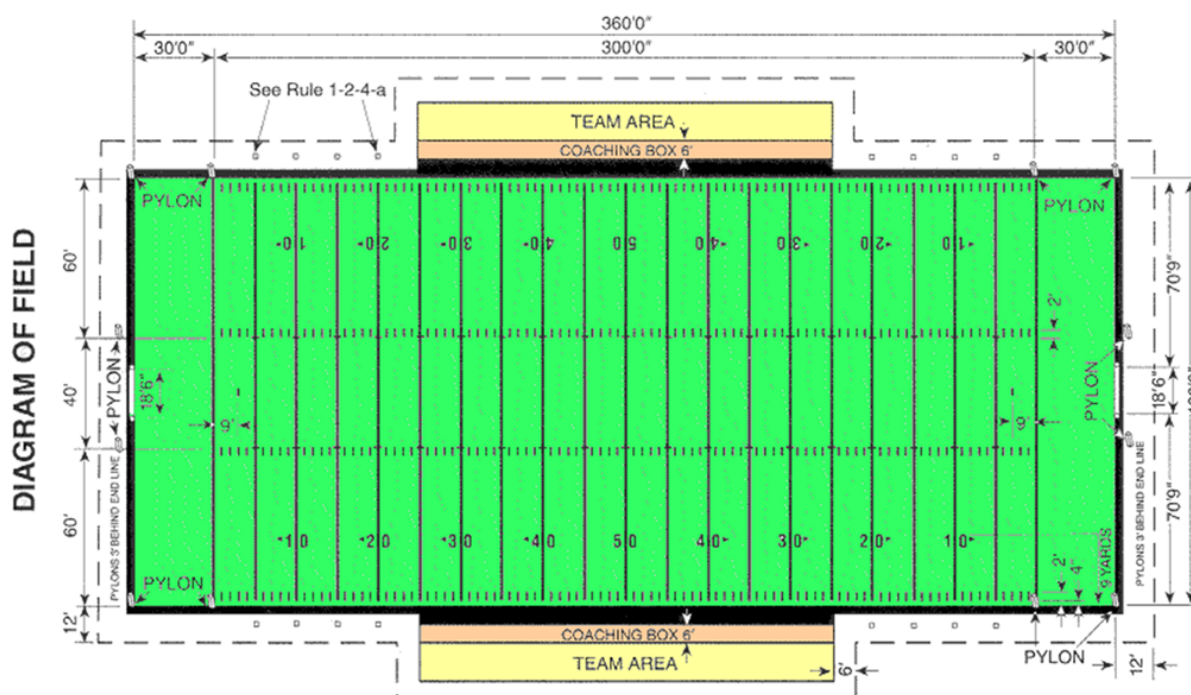 360'0"
30'0"
300'0"
30'0"
See Rule 1-2-4-a
TEAM AREA
COACHING BOX 6'
PYLON
PYLON
10
20
30
40
50
40
30
20
10
DIAGRAM OF FIELD
60'
40'
60'
12'
PYLON
18'6"
9'
2'
9'
PYLON
70'9"
18'6"
70'9"
PYLONS 3' BEHIND END LINE
PYLONS 3' BEHIND END LINE
10
20
30
40
50
40
30
20
10
2'
4"
9 YARDS
PYLON
COACHING BOX 6'
TEAM AREA
6'
PYLON
12'